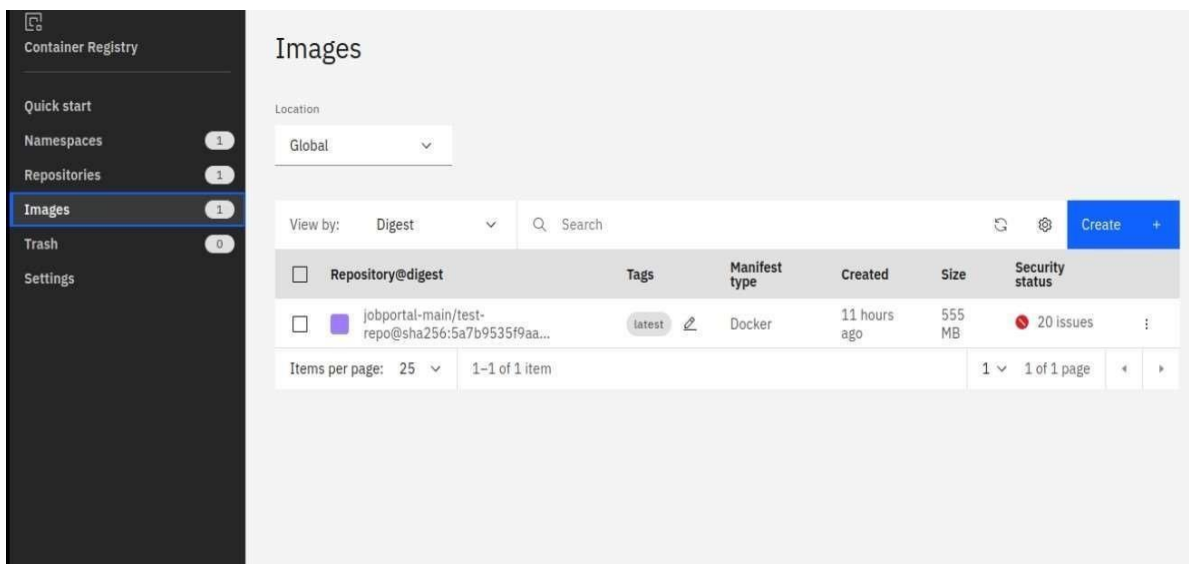 Container Registry
Quick start
Namespaces 1
Repositories 1
Images 1
Trash 0
Settings
Images
Location
Global
View by: Digest Search Create +
Repository@digest Tags Manifest type Created Size Security status
jobportal-main/test-
repo@sha256:5a7b9535f9aa... latest Docker 11 hours ago 555 MB 20 issues
Items per page: 25 1–1 of 1 item 1 1 of 1 page